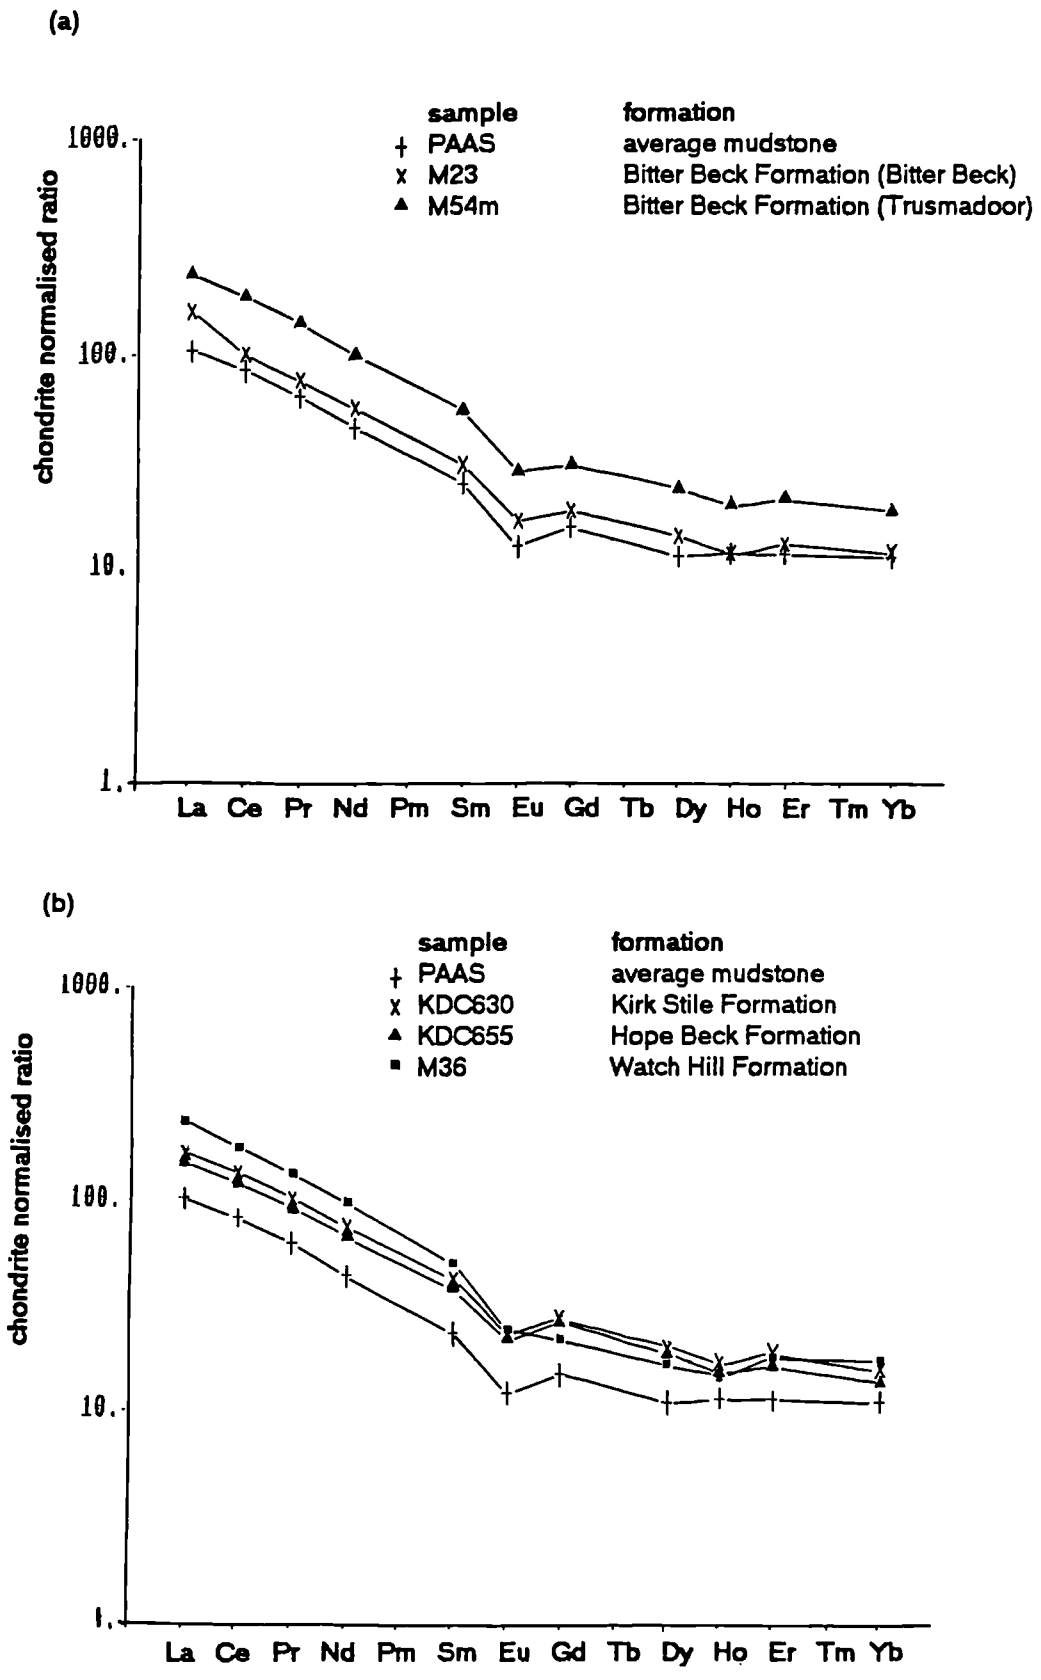 (a)
sample formation
PAAS average mudstone
M23 Bitter Beck Formation (Bitter Beck)
M54m Bitter Beck Formation (Trusmadoor)
chondrite normalised ratio
1000.
100.
10.
1.
La Ce Pr Nd Pm Sm Eu Gd Tb Dy Ho Er Tm Yb
(b)
sample formation
PAAS average mudstone
KDC630 Kirk Stile Formation
KDC655 Hope Beck Formation
M36 Watch Hill Formation
chondrite normalised ratio
1000.
100.
10.
1.
La Ce Pr Nd Pm Sm Eu Gd Tb Dy Ho Er Tm Yb